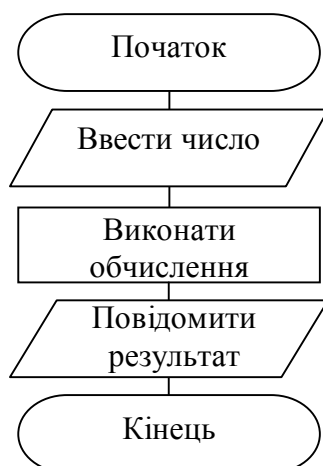 Початок
Ввести число
Виконати
обчислення
Повідомити
результат
Кінець